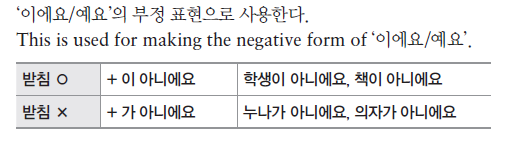 ‘이에요/예요’의 부정 표현으로 사용한다.
This is used for making the negative form of ‘이에요/예요’.
받침 ○ + 이 아니에요 학생이 아니에요, 책이 아니에요
받침 × + 가 아니에요 누나가 아니에요, 의자가 아니에요